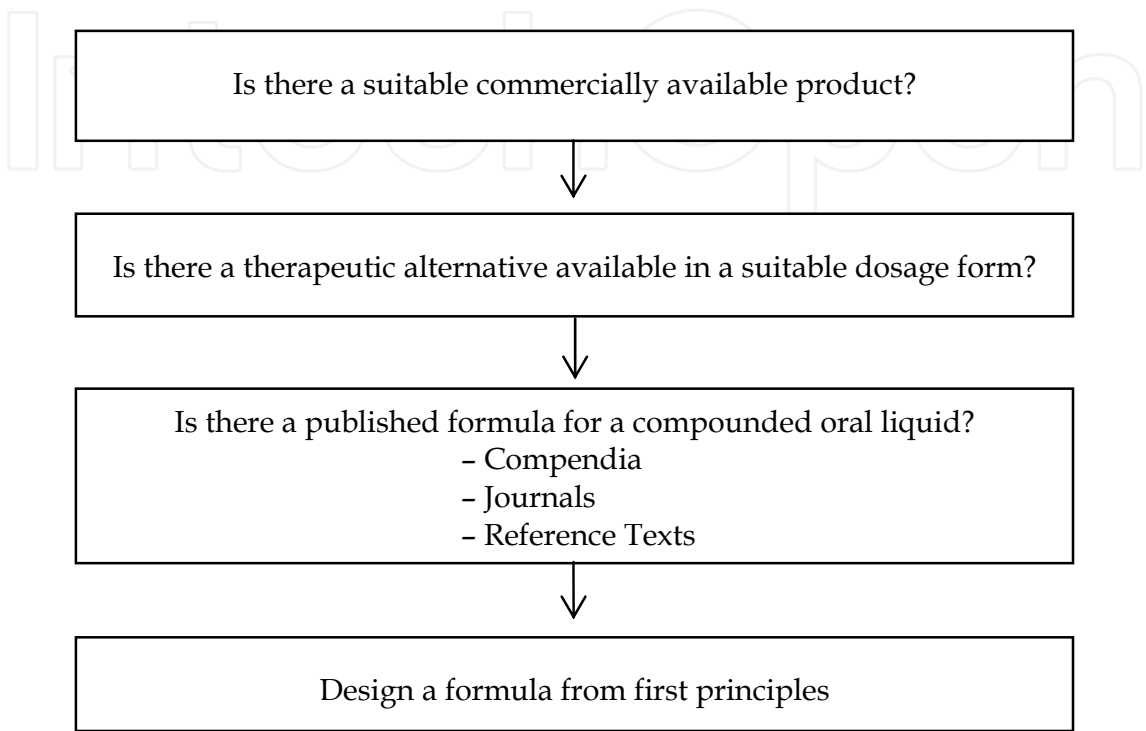 IntechOpen
Is there a suitable commercially available product?
Is there a therapeutic alternative available in a suitable dosage form?
Is there a published formula for a compounded oral liquid?
– Compendia
– Journals
– Reference Texts
Design a formula from first principles